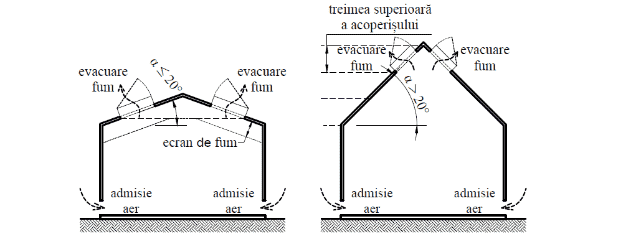 treimea superioară
a acoperișului
evacuare
fum
α ≤ 20°
evacuare
fum
ecran de fum
admisie
aer
admisie
aer
evacuare
fum
evacuare
fum
α > 20°
admisie
aer
admisie
aer